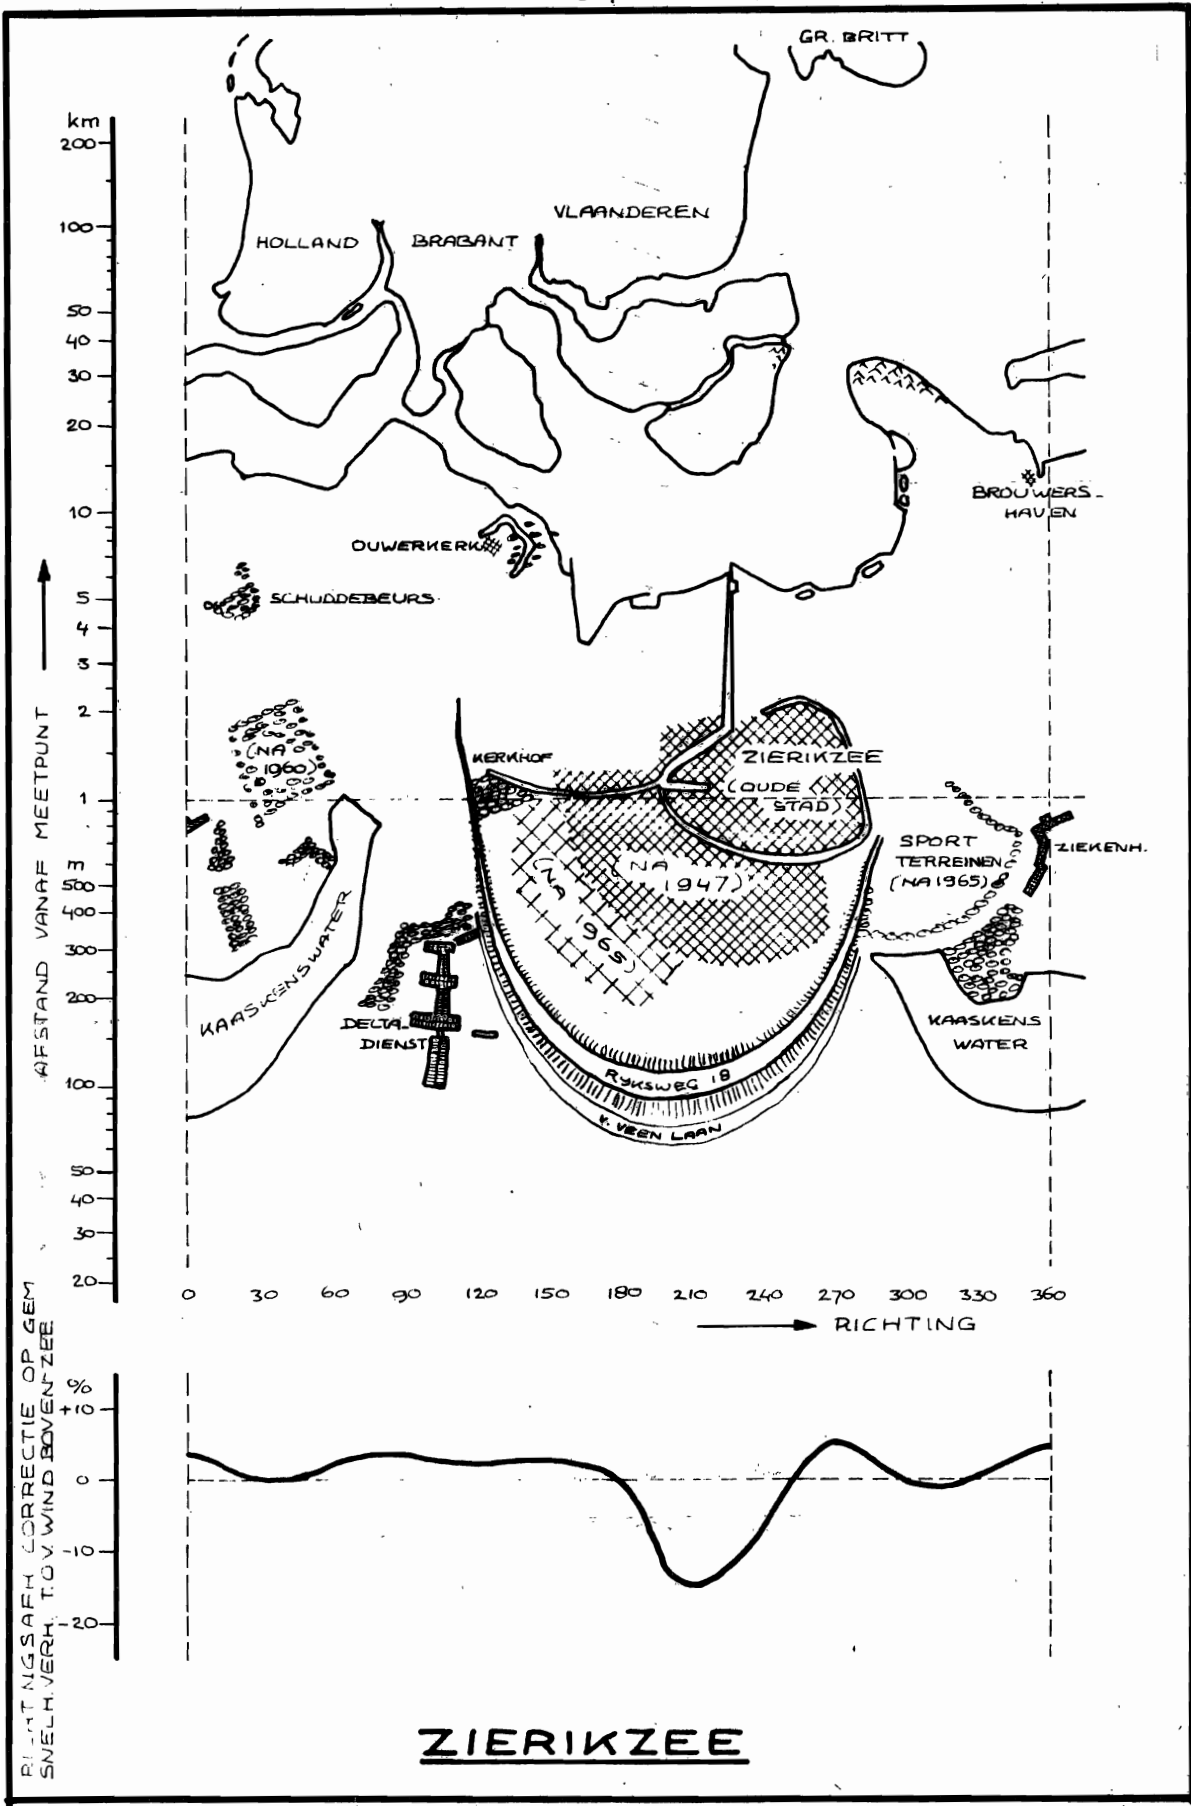 GR. BRITT
km
200
100
50
40
30
20
10
5
4
3
2
1
m
500
400
300
200
100
50
40
30
20
AFSTAND VANAF MEETPUNT
HOLLAND
BRABANT
VLAANDEREN
BROUWERS-
HAVEN
OUWERKERK
SCHUDDEBEURS
(NA
1960)
KERKHOF
ZIERIKZEE
(OUDE
STAD)
(NA
1947)
(NA 1965)
SPORT
TERREINEN
(NA 1965)
ZIEKENH.
KAASKENSWATER
DELTA-
DIENST
RYKSWEG 18
V. VEEN LAAN
KAASKENS
WATER
0 30 60 90 120 150 180 210 240 270 300 330 360
RICHTING
%
+10
0
-10
-20
CORRECTIE OP GEM
SNELH. VERH. T.O.V. WIND BOVEN ZEE
ZIERIKZEE